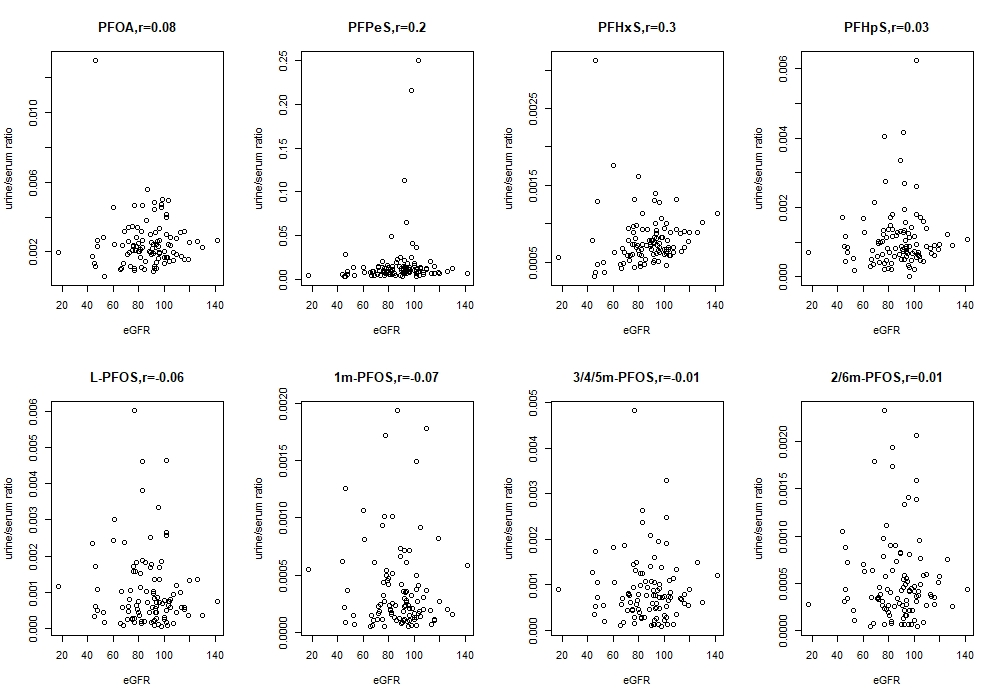 PFOA,r=0.08
urine/serum ratio
0.002 0.006 0.010
20 40 60 80 100 140
eGFR
PFPeS,r=0.2
urine/serum ratio
0.00 0.05 0.10 0.15 0.20 0.25
20 40 60 80 100 140
eGFR
PFHxS,r=0.3
urine/serum ratio
0.0005 0.0015 0.0025
20 40 60 80 100 140
eGFR
PFHpS,r=0.03
urine/serum ratio
0.000 0.002 0.004 0.006
20 40 60 80 100 140
eGFR
L-PFOS,r=-0.06
urine/serum ratio
0.000 0.001 0.002 0.003 0.004 0.005 0.006
20 40 60 80 100 140
eGFR
1m-PFOS,r=-0.07
urine/serum ratio
0.0000 0.0005 0.0010 0.0015 0.0020
20 40 60 80 100 140
eGFR
3/4/5m-PFOS,r=-0.01
urine/serum ratio
0.000 0.001 0.002 0.003 0.004 0.005
20 40 60 80 100 140
eGFR
2/6m-PFOS,r=0.01
urine/serum ratio
0.0000 0.0005 0.0010 0.0015 0.0020
20 40 60 80 100 140
eGFR